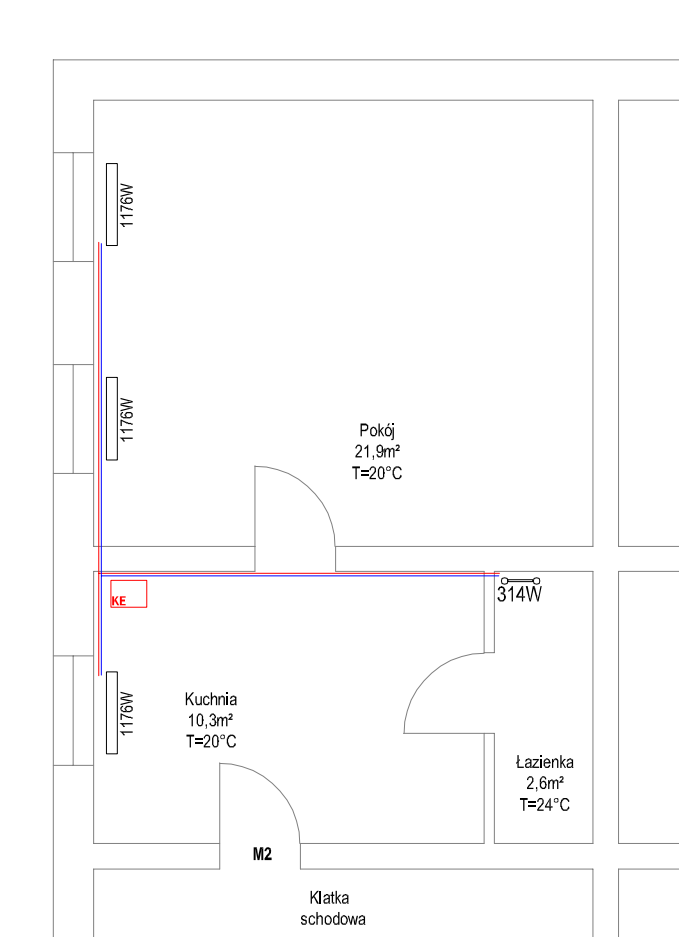 1176W
1176W
Pokój
21,9m²
T=20°C
KE
314W
1176W
Kuchnia
10,3m²
T=20°C
Łazienka
2,6m²
T=24°C
M2
Klatka
schodowa